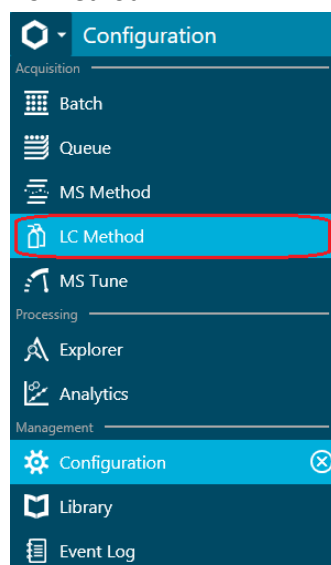 Configuration
Acquisition
Batch
Queue
MS Method
LC Method
MS Tune
Processing
Explorer
Analytics
Management
Configuration
Library
Event Log